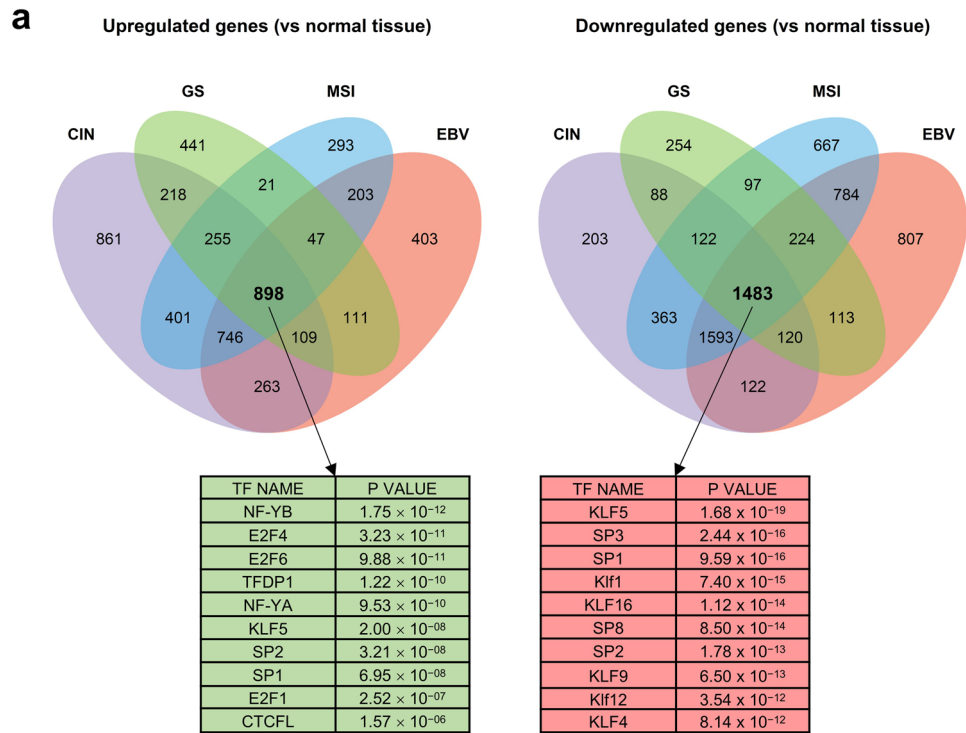 a
Upregulated genes (vs normal tissue)
Downregulated genes (vs normal tissue)
GS MSI
CIN EBV
441 293
21
218 203
861 255 47 403
898
401 111
746 109
263
GS MSI
CIN EBV
254 667
97
88 784
203 122 224 807
1483
363 113
1593 120
122
TF NAME P VALUE
NF-YB 1.75 × 10⁻¹²
E2F4 3.23 × 10⁻¹¹
E2F6 9.88 × 10⁻¹¹
TFDP1 1.22 × 10⁻¹⁰
NF-YA 9.53 × 10⁻¹⁰
KLF5 2.00 × 10⁻⁰⁸
SP2 3.21 × 10⁻⁰⁸
SP1 6.95 × 10⁻⁰⁸
E2F1 2.52 × 10⁻⁰⁷
CTCFL 1.57 × 10⁻⁰⁶
TF NAME P VALUE
KLF5 1.68 x 10⁻¹⁹
SP3 2.44 x 10⁻¹⁶
SP1 9.59 x 10⁻¹⁶
Klf1 7.40 x 10⁻¹⁵
KLF16 1.12 x 10⁻¹⁴
SP8 8.50 x 10⁻¹⁴
SP2 1.78 x 10⁻¹³
KLF9 6.50 x 10⁻¹³
Klf12 3.54 x 10⁻¹²
KLF4 8.14 x 10⁻¹²